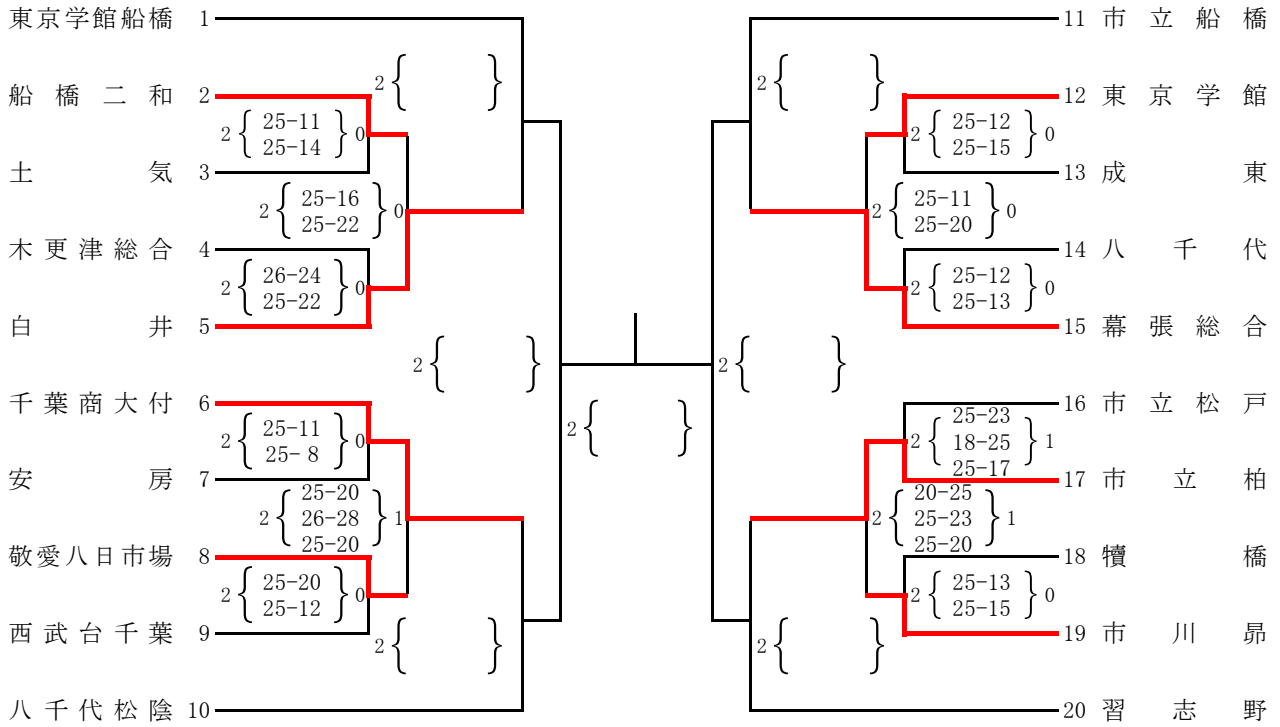 東京学館船橋 1
2 { }
船橋二和 2
2 { 25-11 25-14 } 0
土気 3
2 { 25-16 25-22 } 0
木更津総合 4
2 { 26-24 25-22 } 0
白井 5
2 { }
千葉商大付 6
2 { 25-11 25- 8 } 0
安房 7
2 { 25-20 26-28 25-20 } 1
敬愛八日市場 8
2 { 25-20 25-12 } 0
西武台千葉 9
2 { }
八千代松陰 10
2 { }
11 市立船橋
2 { }
12 東京学館
2 { 25-12 25-15 } 0
13 成東
2 { 25-11 25-20 } 0
14 八千代
2 { 25-12 25-13 } 0
15 幕張総合
2 { }
16 市立松戸
2 { 25-23 18-25 25-17 } 1
17 市立柏
2 { 20-25 25-23 25-20 } 1
18 犢橋
2 { 25-13 25-15 } 0
19 市川昴
2 { }
20 習志野